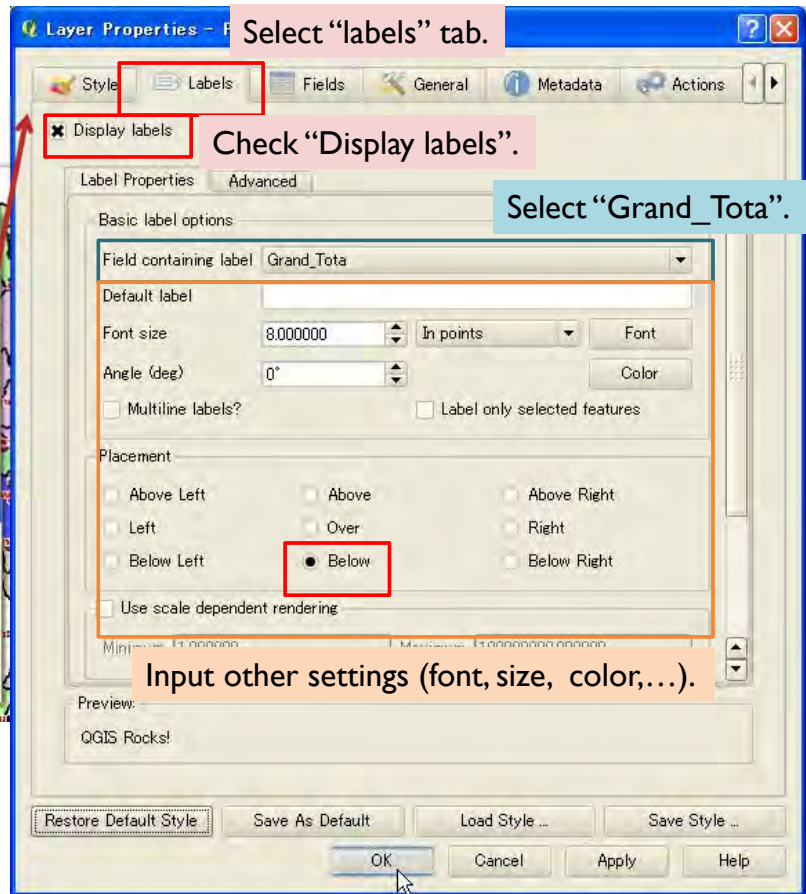 Layer Properties - P
Select “labels” tab.
Style Labels Fields General Metadata Actions
Display labels
Check “Display labels”.
Label Properties Advanced
Select “Grand_Tota”.
Basic label options
Field containing label Grand_Tota
Default label
Font size 8.000000 In points Font
Angle (deg) 0° Color
Multiline labels? Label only selected features
Placement
Above Left Above Above Right
Left Over Right
Below Left Below Below Right
Use scale dependent rendering
Input other settings (font, size, color,…).
Preview:
QGIS Rocks!
Restore Default Style Save As Default Load Style ... Save Style ...
OK Cancel Apply Help